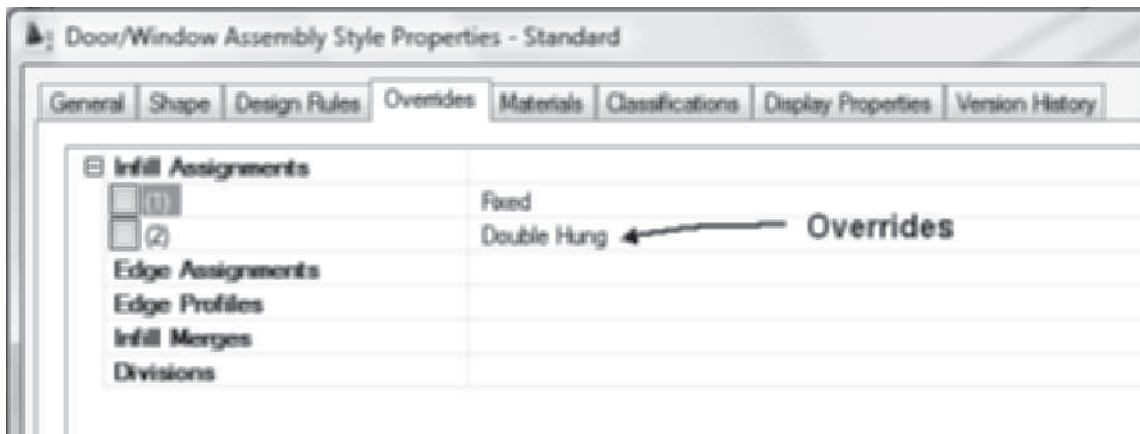 Door/Window Assembly Style Properties - Standard
General Shape Design Rules Overrides Materials Classifications Display Properties Version History
Infill Assignments
(1) Fixed
(2) Double Hung Overrides
Edge Assignments
Edge Profiles
Infill Merges
Divisions